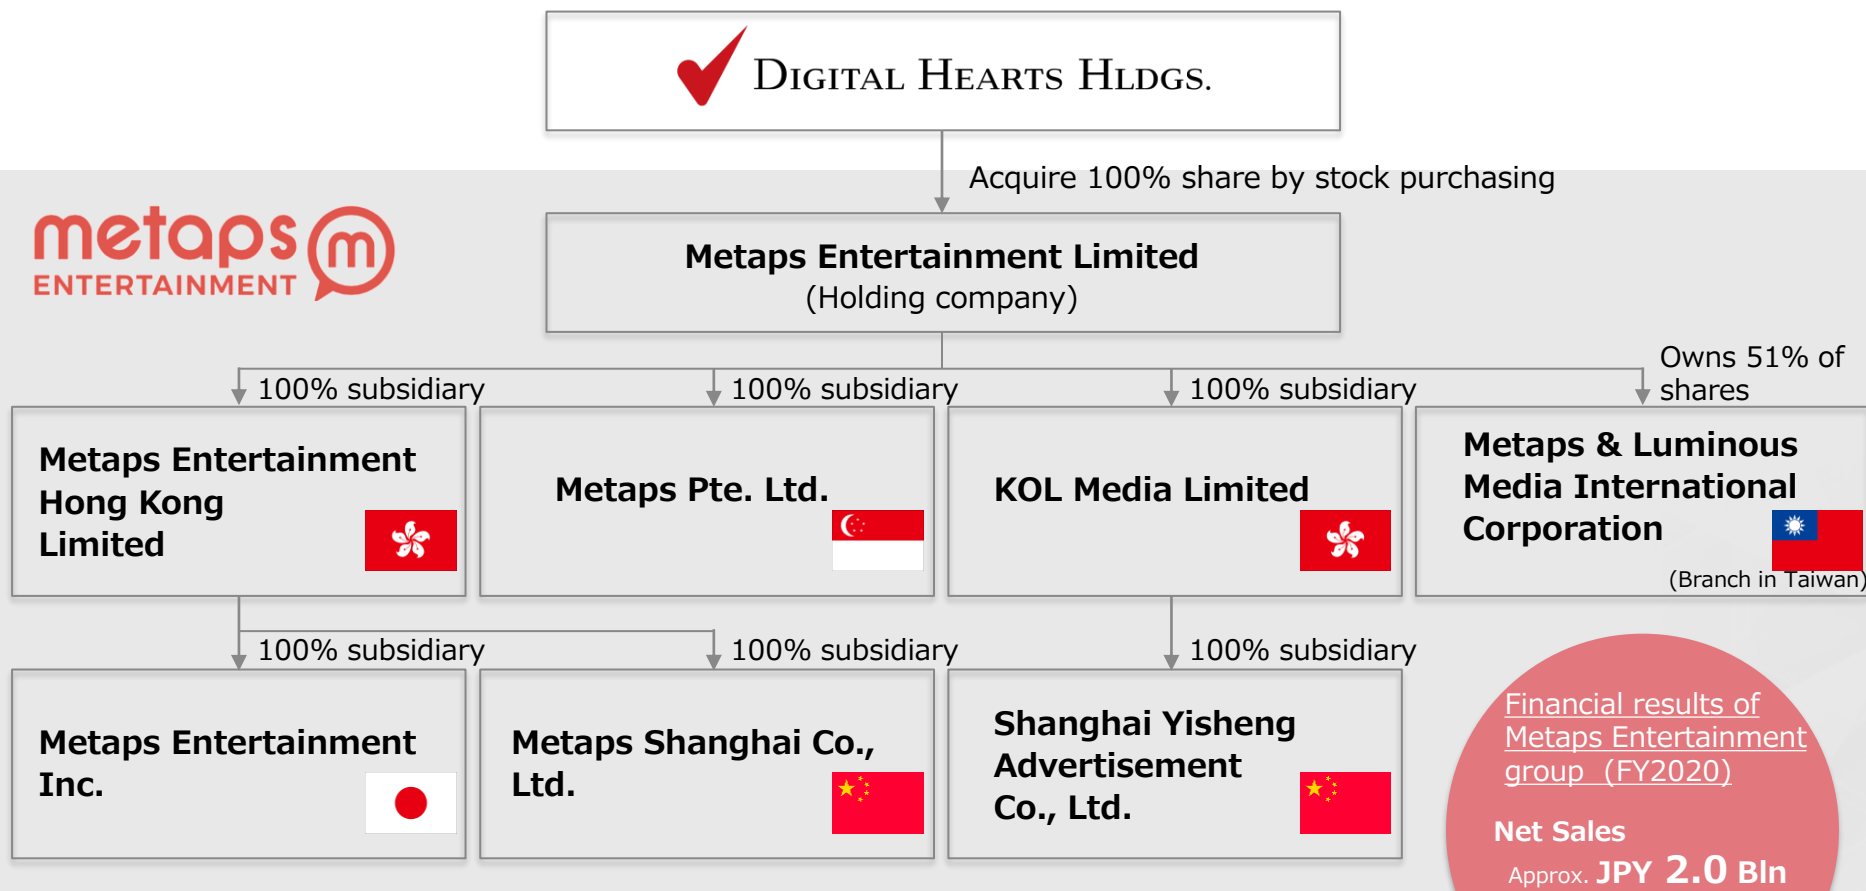 DIGITAL HEARTS HLDGS.
Acquire 100% share by stock purchasing
metaps m
ENTERTAINMENT
Metaps Entertainment Limited
(Holding company)
100% subsidiary
100% subsidiary
100% subsidiary
Owns 51% of
shares
Metaps Entertainment
Hong Kong
Limited
Metaps Pte. Ltd.
KOL Media Limited
Metaps & Luminous
Media International
Corporation
(Branch in Taiwan)
100% subsidiary
100% subsidiary
100% subsidiary
Metaps Entertainment
Inc.
Metaps Shanghai Co.,
Ltd.
Shanghai Yisheng
Advertisement
Co., Ltd.
Financial results of
Metaps Entertainment
group (FY2020)
Net Sales
Approx. JPY 2.0 Bln